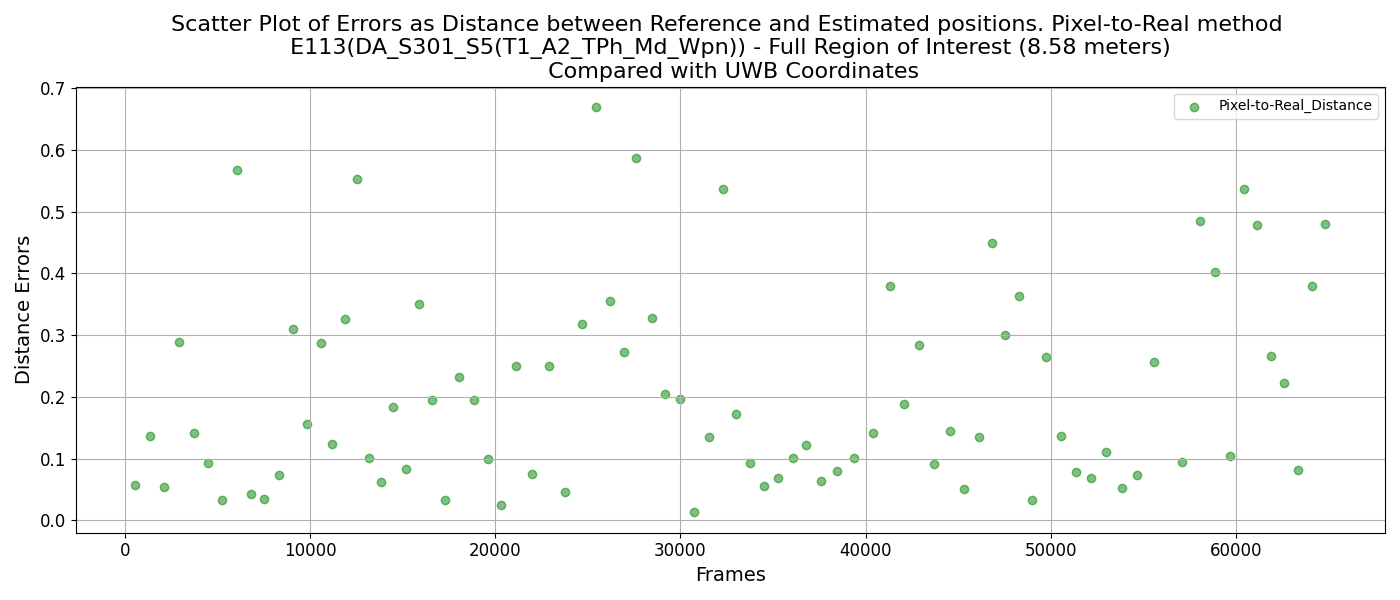 Scatter Plot of Errors as Distance between Reference and Estimated positions. Pixel-to-Real method
E113(DA_S301_S5(T1_A2_TPh_Md_Wpn)) - Full Region of Interest (8.58 meters)
Compared with UWB Coordinates
Pixel-to-Real_Distance
Distance Errors
0.7
0.6
0.5
0.4
0.3
0.2
0.1
0.0
0 10000 20000 30000 40000 50000 60000
Frames